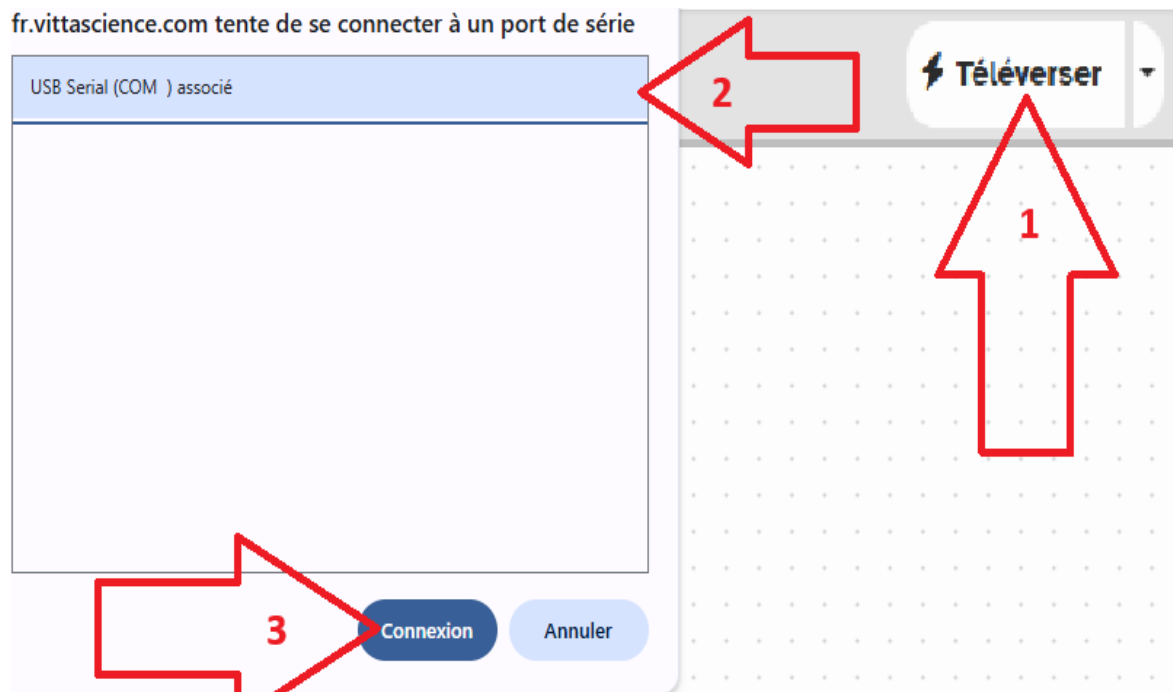 fr.vittascience.com tente de se connecter à un port de série
USB Serial (COM ) associé
2
Téléverser
1
3
Connexion
Annuler